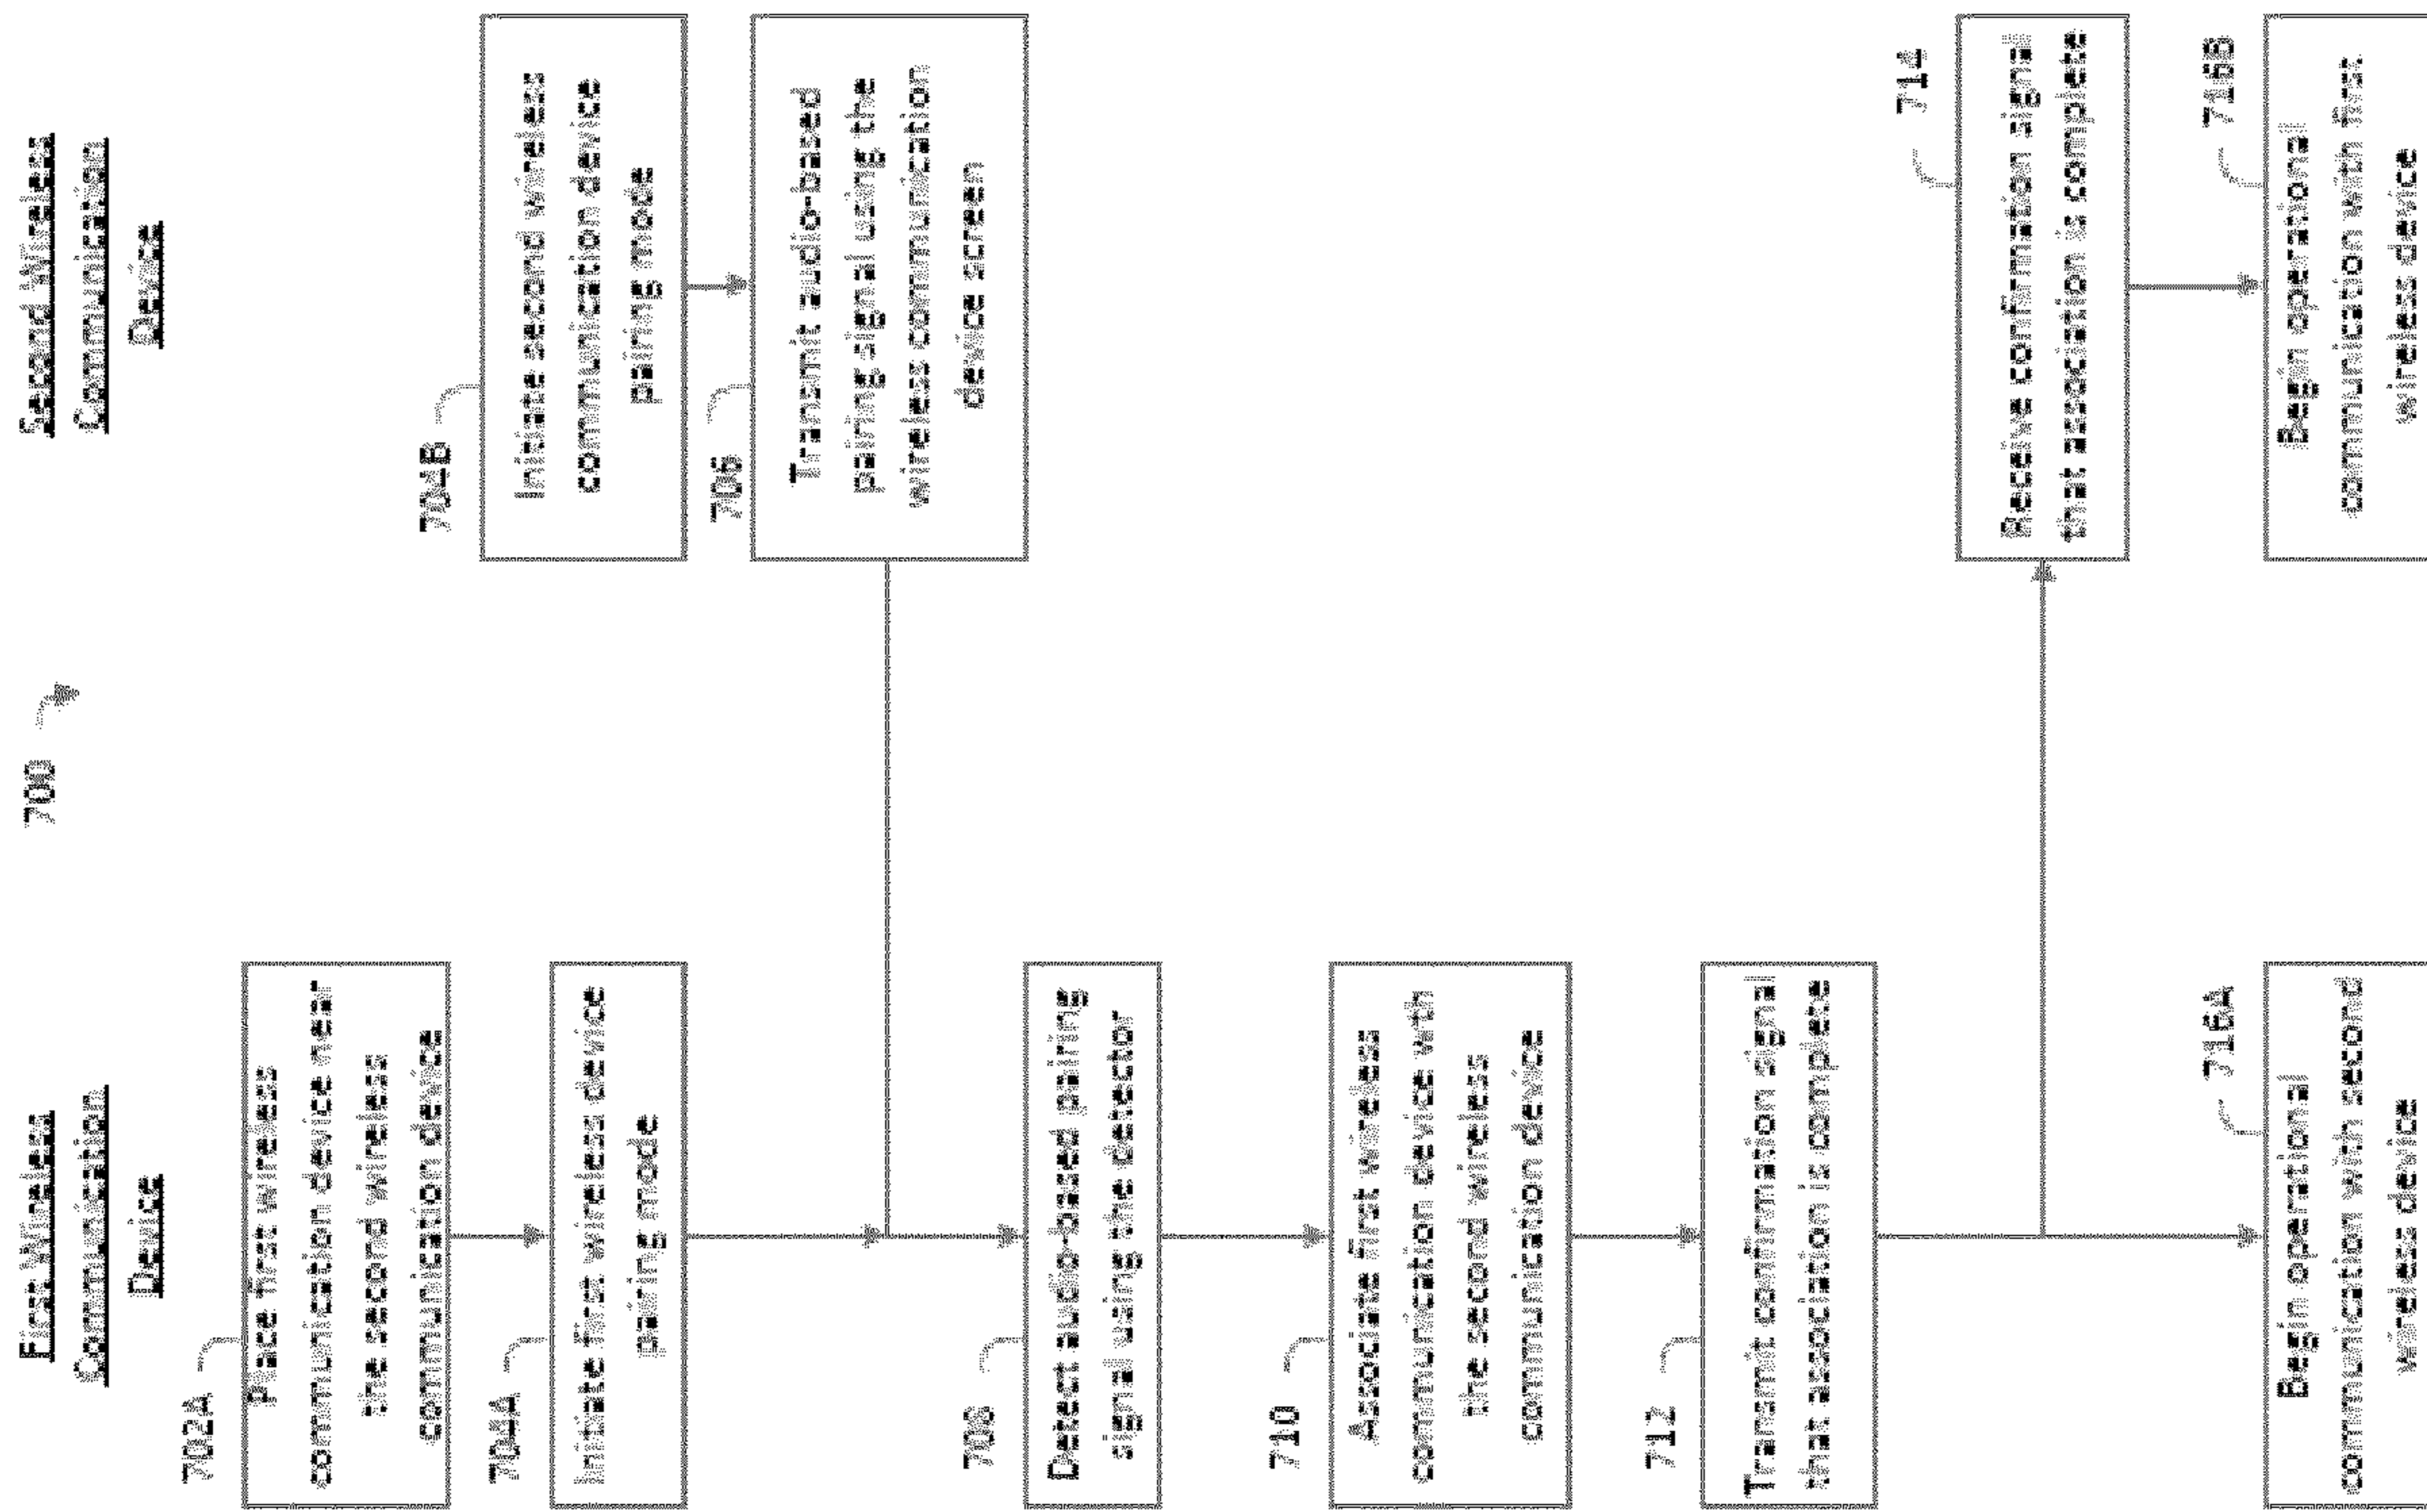 700
First Wireless
Communication
Device
Second Wireless
Communication
Device
702A
Place first wireless
communication device near
the second wireless
communication device
704A
Initiate first wireless device
pairing mode
704B
Initiate second wireless
communication device
pairing mode
706
Transmit audio-based
pairing signal using the
wireless communication
device screen
708
Detect audio-based pairing
signal using the detector
710
Associate first wireless
communication device with
the second wireless
communication device
712
Transmit confirmation signal
that association is complete
714
Receive confirmation signal
that association is complete
716A
Begin operational
communication with second
wireless device
716B
Begin operational
communication with first
wireless device